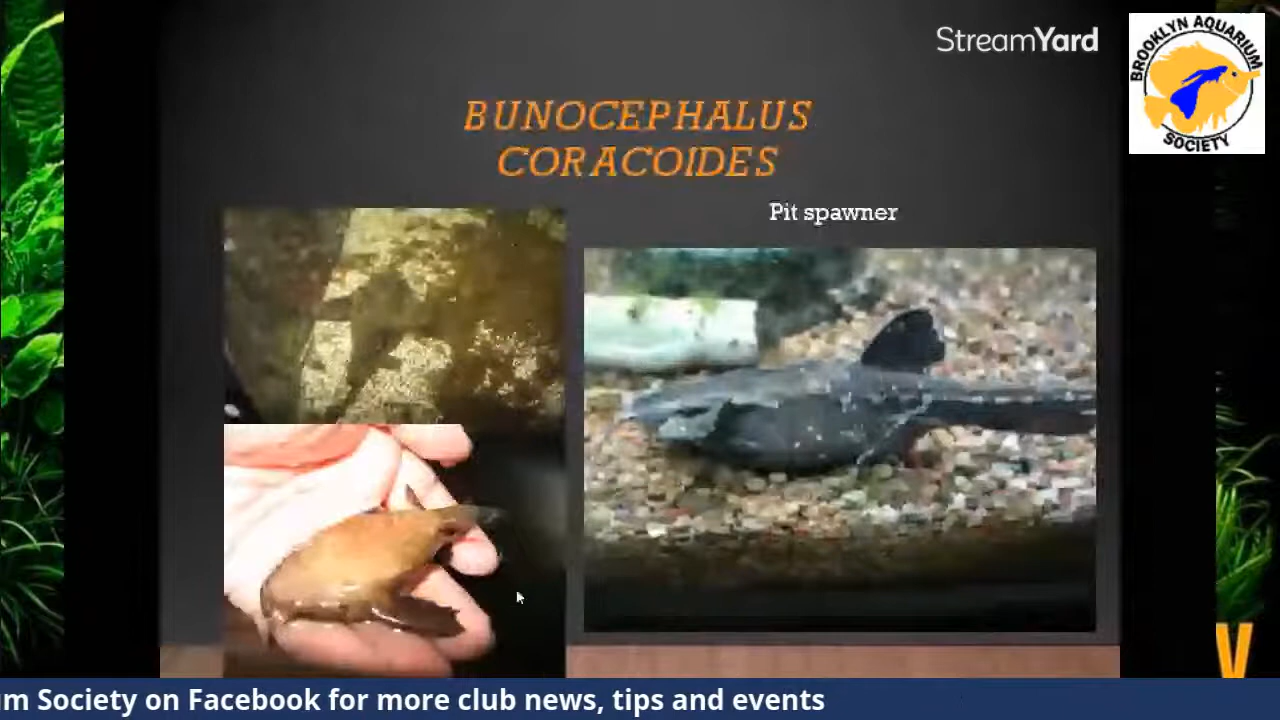 StreamYard
BROOKLYN AQUARIUM
SOCIETY
BUNOCEPHALUS
CORACOIDES
Pit spawner
um Society on Facebook for more club news, tips and events